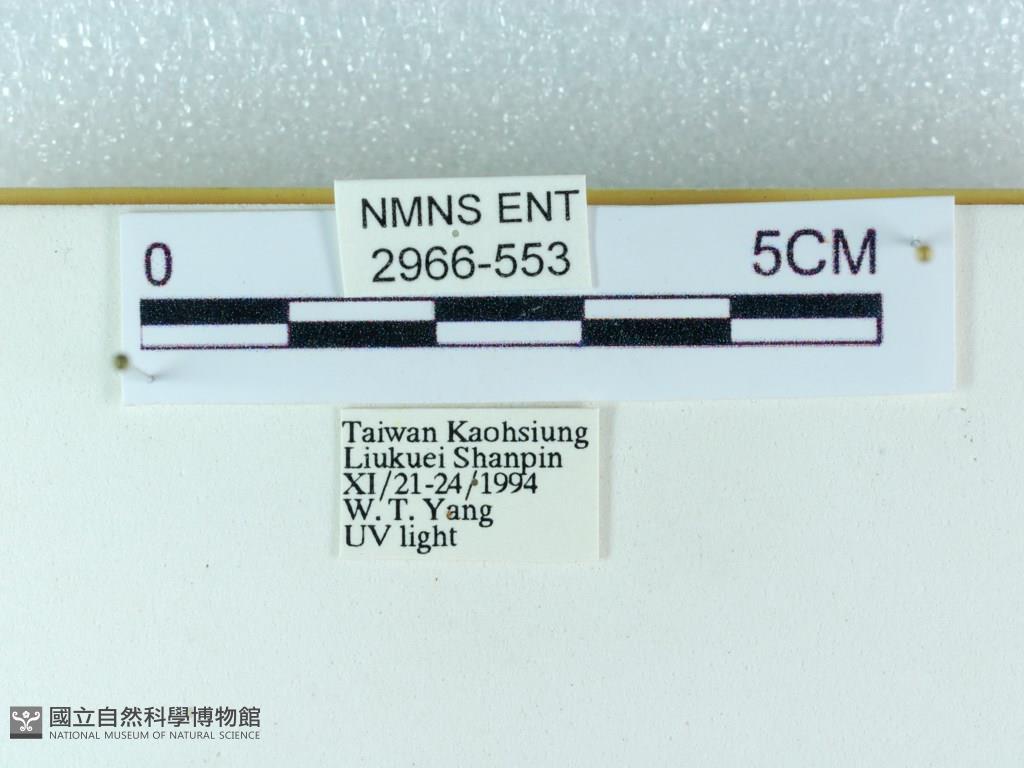 NMNS ENT
2966-553
0
5CM
Taiwan Kaohsiung
Liukuei Shanpin
XI/21-24/1994
W. T. Yang
UV light
國立自然科學博物館
NATIONAL MUSEUM OF NATURAL SCIENCE